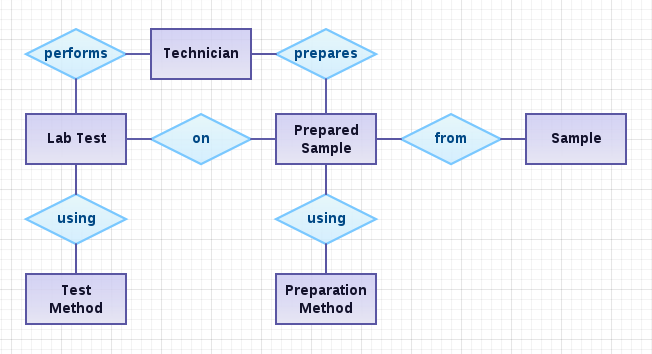 performs
Technician
prepares
Lab Test
on
Prepared
Sample
from
Sample
using
using
Test
Method
Preparation
Method